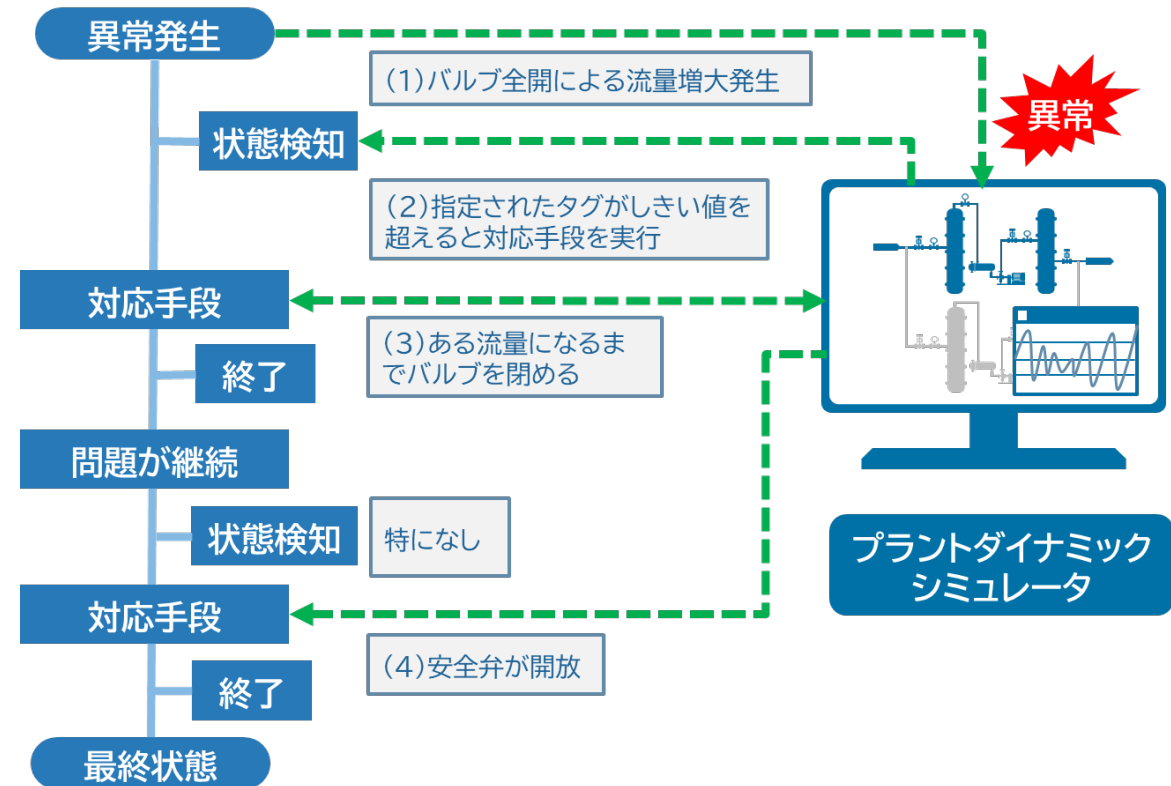 異常発生
(1)バルブ全開による流量増大発生
異常
状態検知
(2)指定されたタグがしきい値を
超えると対応手段を実行
対応手段
(3)ある流量になるま
でバルブを閉める
終了
問題が継続
状態検知
特になし
プラントダイナミック
シミュレータ
対応手段
(4)安全弁が開放
終了
最終状態